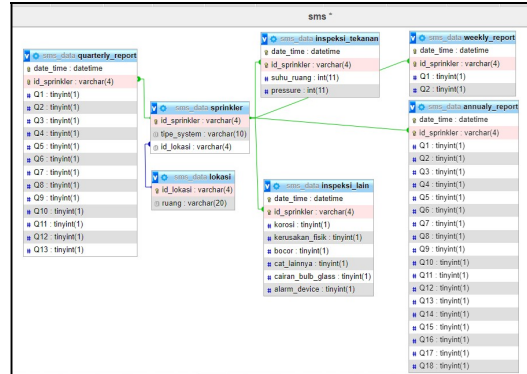 sms
sms_data quarterly_report
date_time : datetime
id_sprinkler : varchar(4)
Q1 : tinyint(1)
Q2 : tinyint(1)
Q3 : tinyint(1)
Q4 : tinyint(1)
Q5 : tinyint(1)
Q6 : tinyint(1)
Q7 : tinyint(1)
Q8 : tinyint(1)
Q9 : tinyint(1)
Q10 : tinyint(1)
Q11 : tinyint(1)
Q12 : tinyint(1)
Q13 : tinyint(1)
sms_data sprinkler
id_sprinkler : varchar(4)
tipe_system : varchar(10)
id_lokasi : varchar(4)
sms_data lokasi
id_lokasi : varchar(4)
ruang : varchar(20)
sms_data inspeksi_tekanan
date_time : datetime
id_sprinkler : varchar(4)
suhu_ruang : int(11)
pressure : int(11)
sms_data inspeksi_lain
date_time : datetime
id_sprinkler : varchar(4)
korosi : tinyint(1)
kerusakan_fisik : tinyint(1)
bocor : tinyint(1)
cat_lainnya : tinyint(1)
cairan_bulb_glass : tinyint(1)
alarm_device : tinyint(1)
sms_data weekly_report
date_time : datetime
id_sprinkler : varchar(4)
Q1 : tinyint(1)
Q2 : tinyint(1)
sms_data annualy_report
date_time : datetime
id_sprinkler : varchar(4)
Q1 : tinyint(1)
Q2 : tinyint(1)
Q3 : tinyint(1)
Q4 : tinyint(1)
Q5 : tinyint(1)
Q6 : tinyint(1)
Q7 : tinyint(1)
Q8 : tinyint(1)
Q9 : tinyint(1)
Q10 : tinyint(1)
Q11 : tinyint(1)
Q12 : tinyint(1)
Q13 : tinyint(1)
Q14 : tinyint(1)
Q15 : tinyint(1)
Q16 : tinyint(1)
Q17 : tinyint(1)
Q18 : tinyint(1)